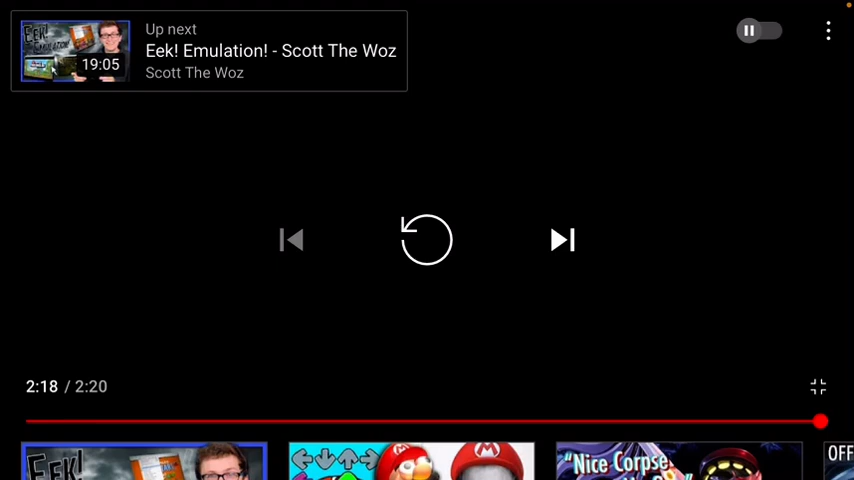 Up next
Eek! Emulation! - Scott The Woz
Scott The Woz
EEK!
EMULATION!
19:05
2:18 / 2:20
EEK!
"Nice Corpse,
OFF